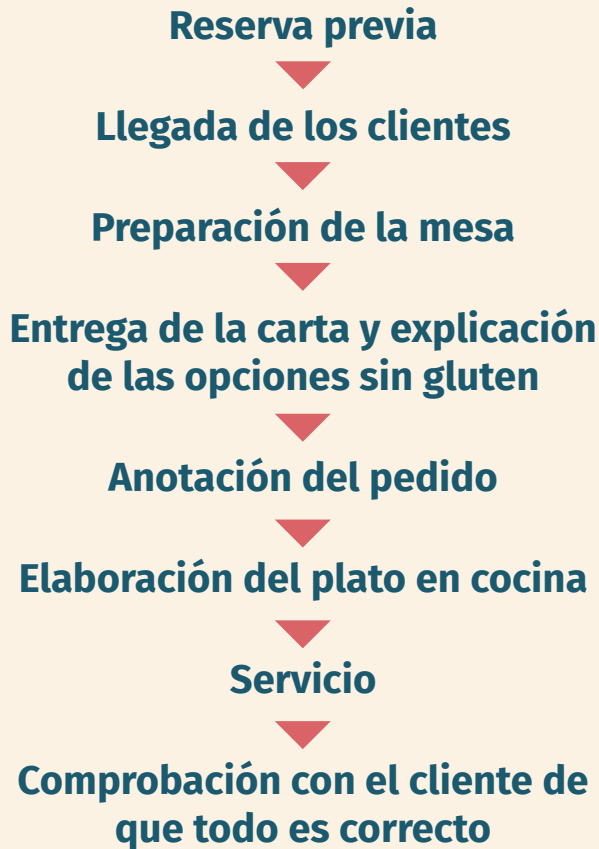 Reserva previa
Llegada de los clientes
Preparación de la mesa
Entrega de la carta y explicación
de las opciones sin gluten
Anotación del pedido
Elaboración del plato en cocina
Servicio
Comprobación con el cliente de
que todo es correcto